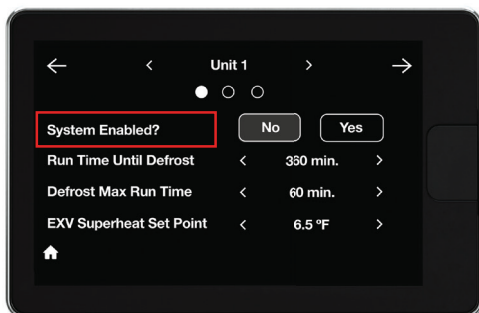 Unit 1
System Enabled? No Yes
Run Time Until Defrost 360 min.
Defrost Max Run Time 60 min.
EXV Superheat Set Point 6.5 ºF